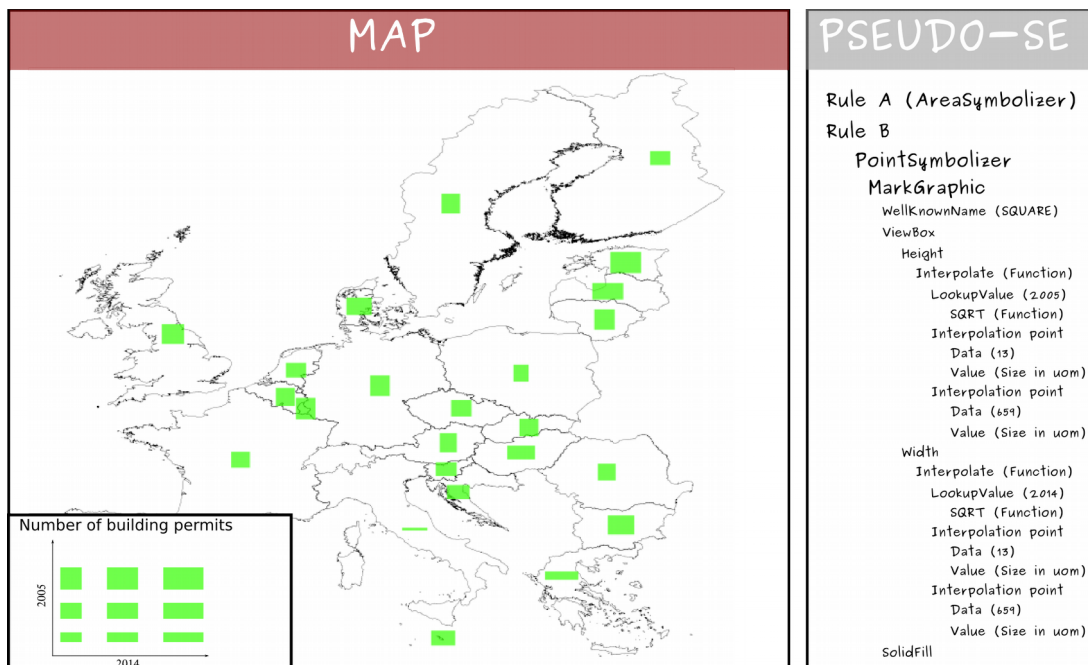 MAP
Number of building permits
2005
2014
PSEUDO-SE
Rule A (AreaSymbolizer)
Rule B
PointSymbolizer
MarkGraphic
WellKnownName (SQUARE)
ViewBox
Height
Interpolate (Function)
LookupValue (2005)
SQRT (Function)
Interpolation point
Data (13)
Value (Size in uom)
Interpolation point
Data (659)
Value (Size in uom)
Width
Interpolate (Function)
LookupValue (2014)
SQRT (Function)
Interpolation point
Data (13)
Value (Size in uom)
Interpolation point
Data (659)
Value (Size in uom)
SolidFill